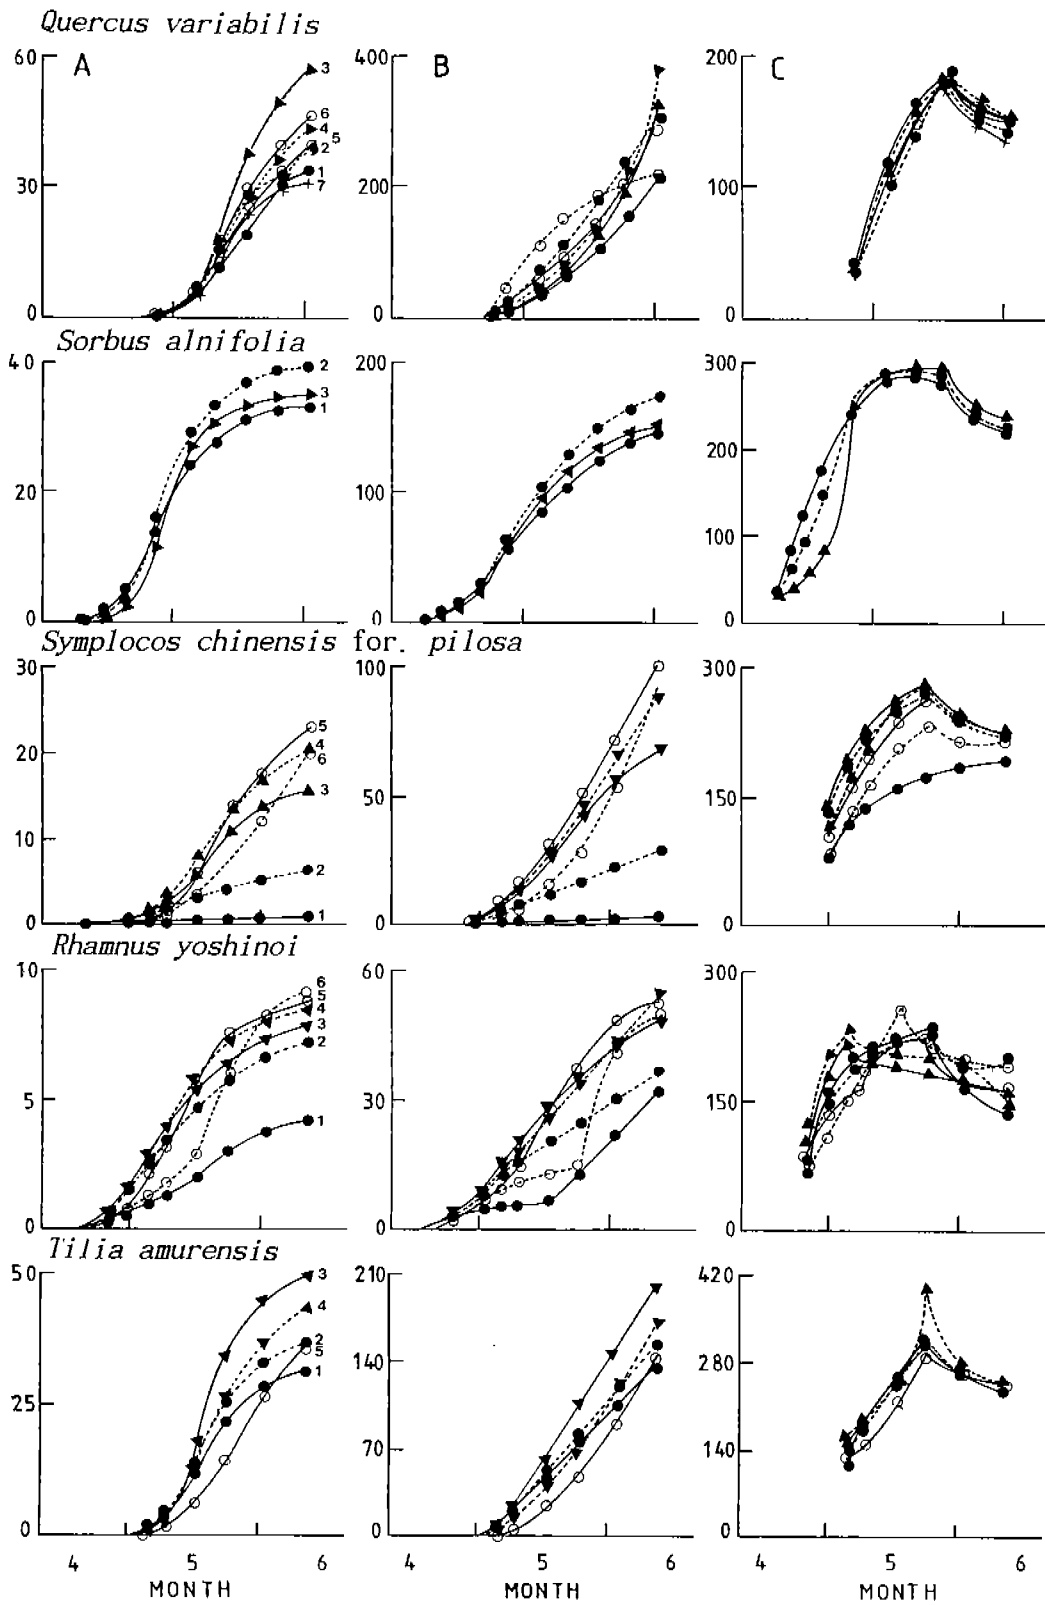 Quercus variabilis
60 A 400 B 200 C
3
6
4 5
2
30 200 100
1
7
0 0 0
Sorbus alnifolia
40 200 300
2
3
1
200
20 100
100
0 0 0
Symplocos chinensis for. pilosa
30 100 300
5
4
20 6
3
50 150
10
2
0 1 0 0
Rhamnus yoshinoi
10 60 300
6
5
4
3
2
5 30 150
1
0 0 0
Tilia amurensis
50 3 210 420
4
140 280
2
5
25 1
70 140
0 0 0
4 5 6 5 6 4 5 6
MONTH MONTH MONTH